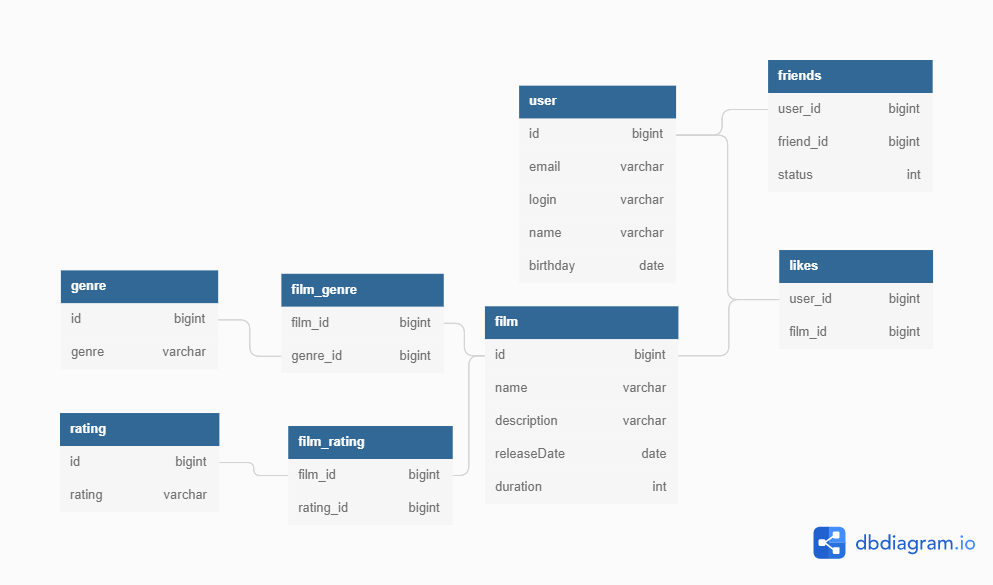 friends
user_id bigint
friend_id bigint
status int
user
id bigint
email varchar
login varchar
name varchar
birthday date
likes
user_id bigint
film_id bigint
genre
id bigint
genre varchar
film_genre
film_id bigint
genre_id bigint
film
id bigint
name varchar
description varchar
releaseDate date
duration int
rating
id bigint
rating varchar
film_rating
film_id bigint
rating_id bigint
dbdiagram.io